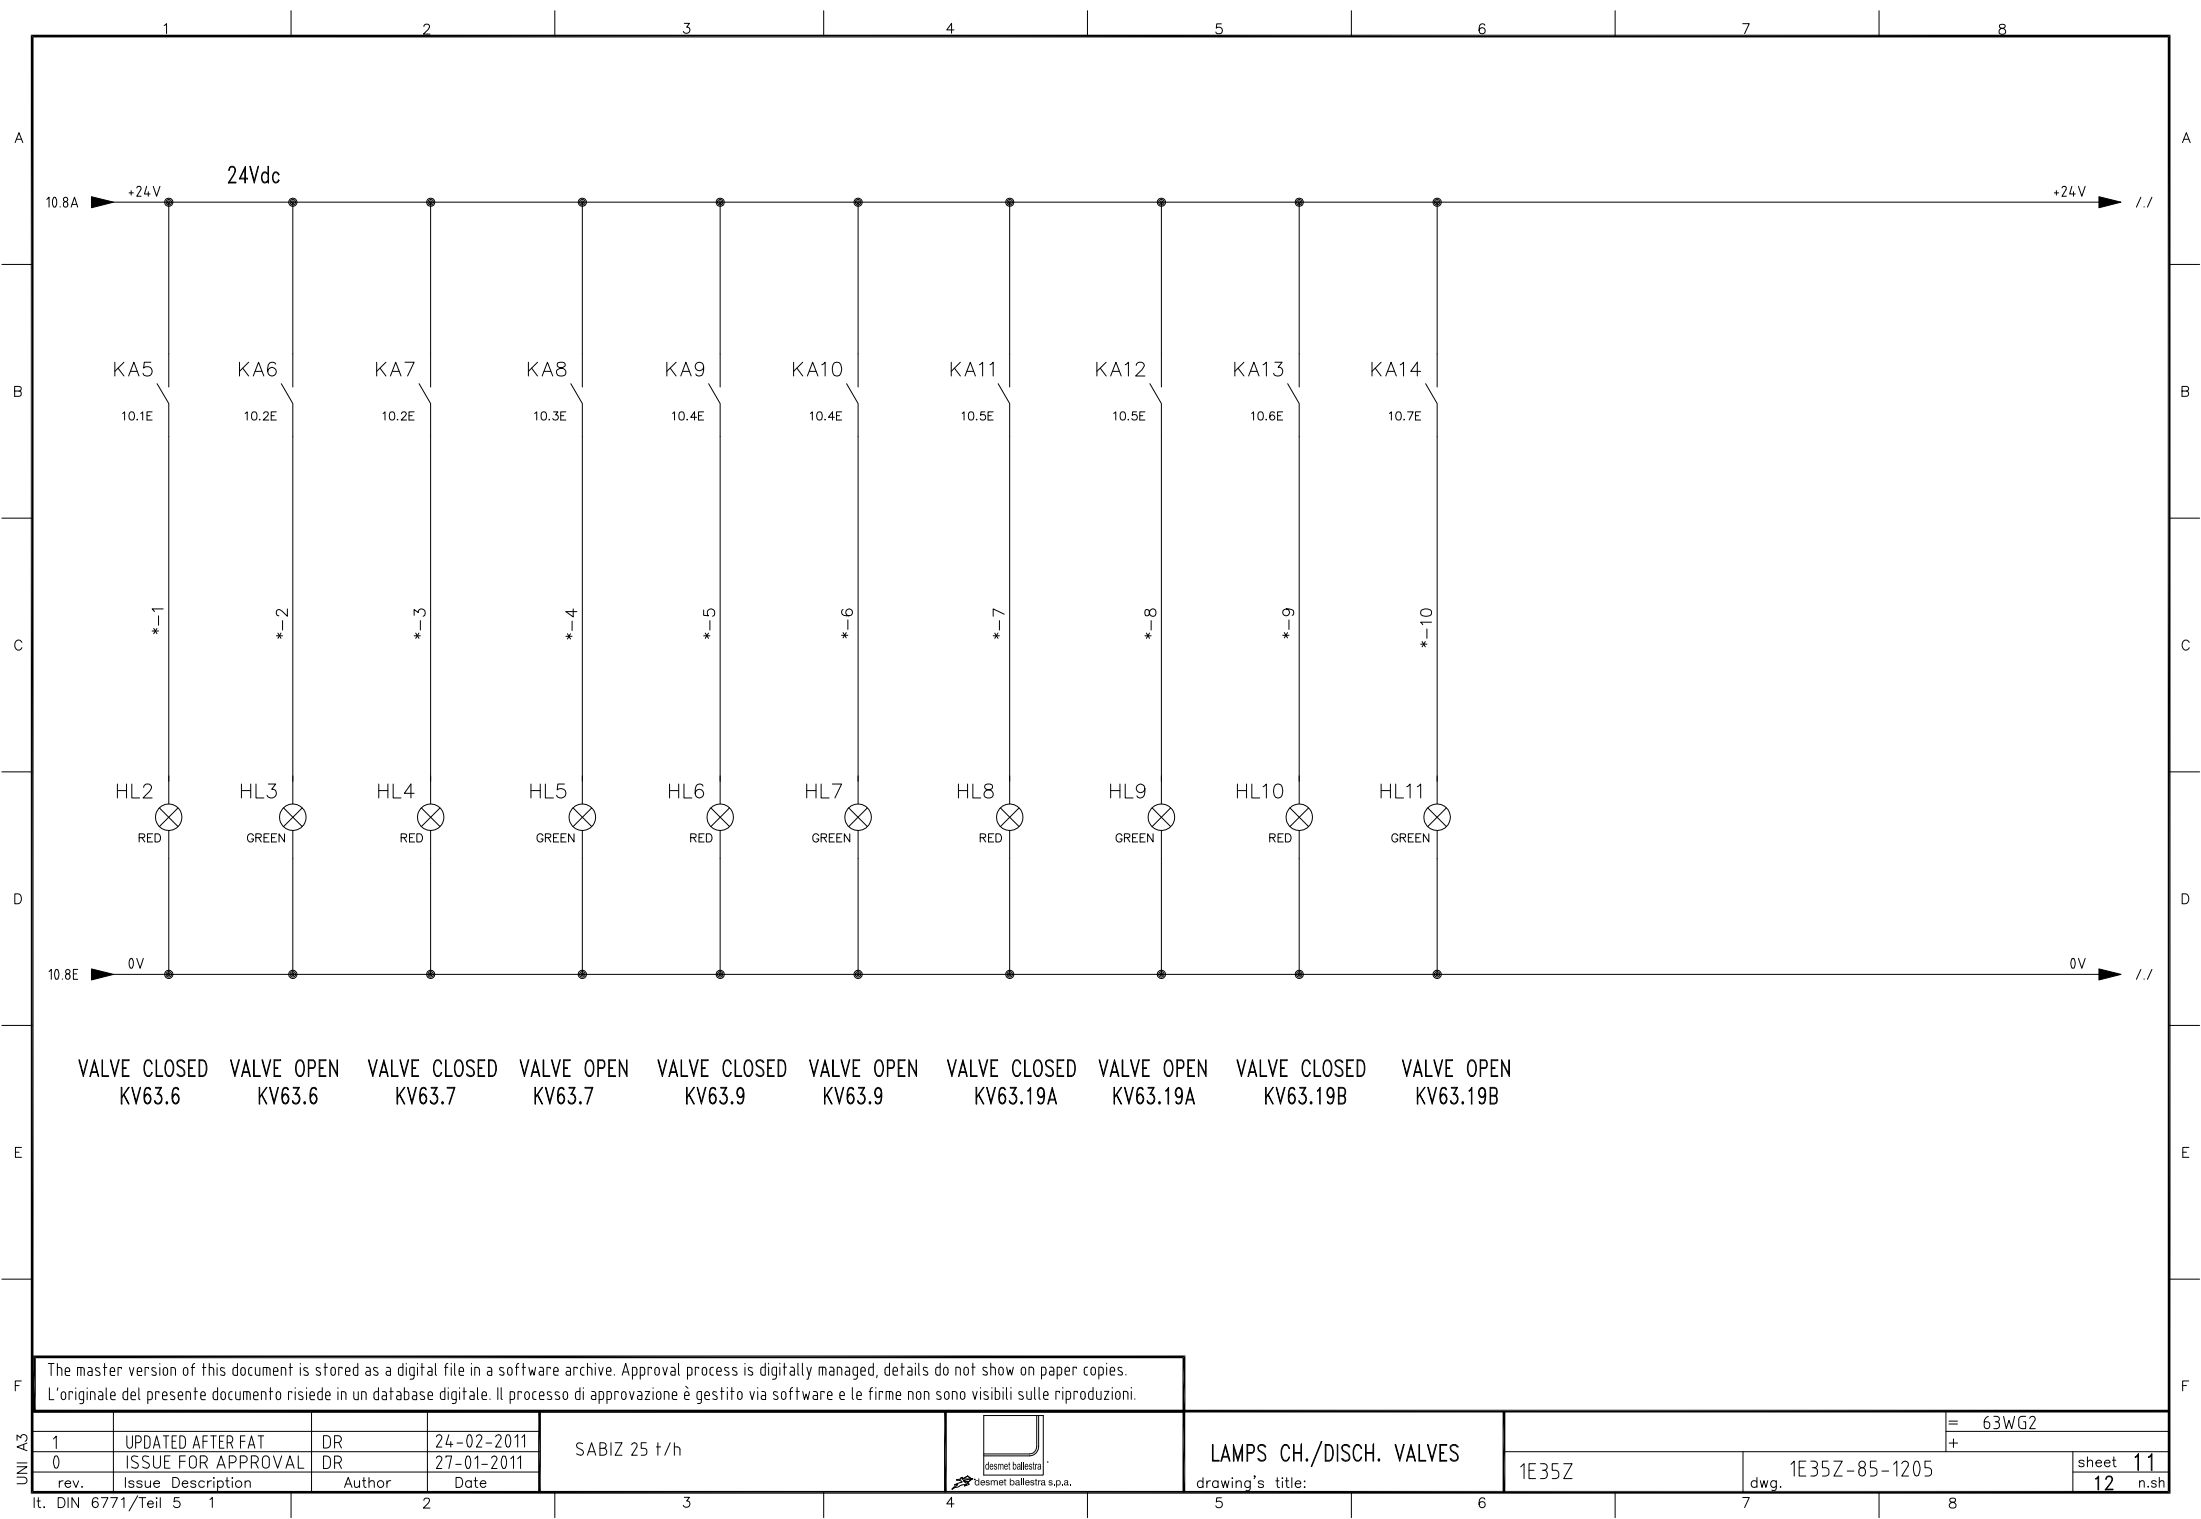 1 2 3 4 5 6 7 8
A A
24Vdc
10.8A +24V +24V /./
KA5 KA6 KA7 KA8 KA9 KA10 KA11 KA12 KA13 KA14
B B
10.1E 10.2E 10.2E 10.3E 10.4E 10.4E 10.5E 10.5E 10.6E 10.7E
*-1 *-2 *-3 *-4 *-5 *-6 *-7 *-8 *-9 *-10
C C
HL2 HL3 HL4 HL5 HL6 HL7 HL8 HL9 HL10 HL11
RED GREEN RED GREEN RED GREEN RED GREEN RED GREEN
D D
10.8E 0V 0V /./
VALVE CLOSED VALVE OPEN VALVE CLOSED VALVE OPEN VALVE CLOSED VALVE OPEN VALVE CLOSED VALVE OPEN VALVE CLOSED VALVE OPEN
KV63.6 KV63.6 KV63.7 KV63.7 KV63.9 KV63.9 KV63.19A KV63.19A KV63.19B KV63.19B
E E
The master version of this document is stored as a digital file in a software archive. Approval process is digitally managed, details do not show on paper copies.
F F
L'originale del presente documento risiede in un database digitale. Il processo di approvazione è gestito via software e le firme non sono visibili sulle riproduzioni.
UNI A3
1 UPDATED AFTER FAT DR 24-02-2011
0 ISSUE FOR APPROVAL DR 27-01-2011
rev. Issue Description Author Date
SABIZ 25 t/h
desmet ballestra
desmet ballestra s.p.a.
LAMPS CH./DISCH. VALVES
drawing's title:
= 63WG2
+
1E35Z
dwg. 1E35Z-85-1205
sheet 11
12 n.sh
It. DIN 6771/Teil 5 1 2 3 4 5 6 7 8